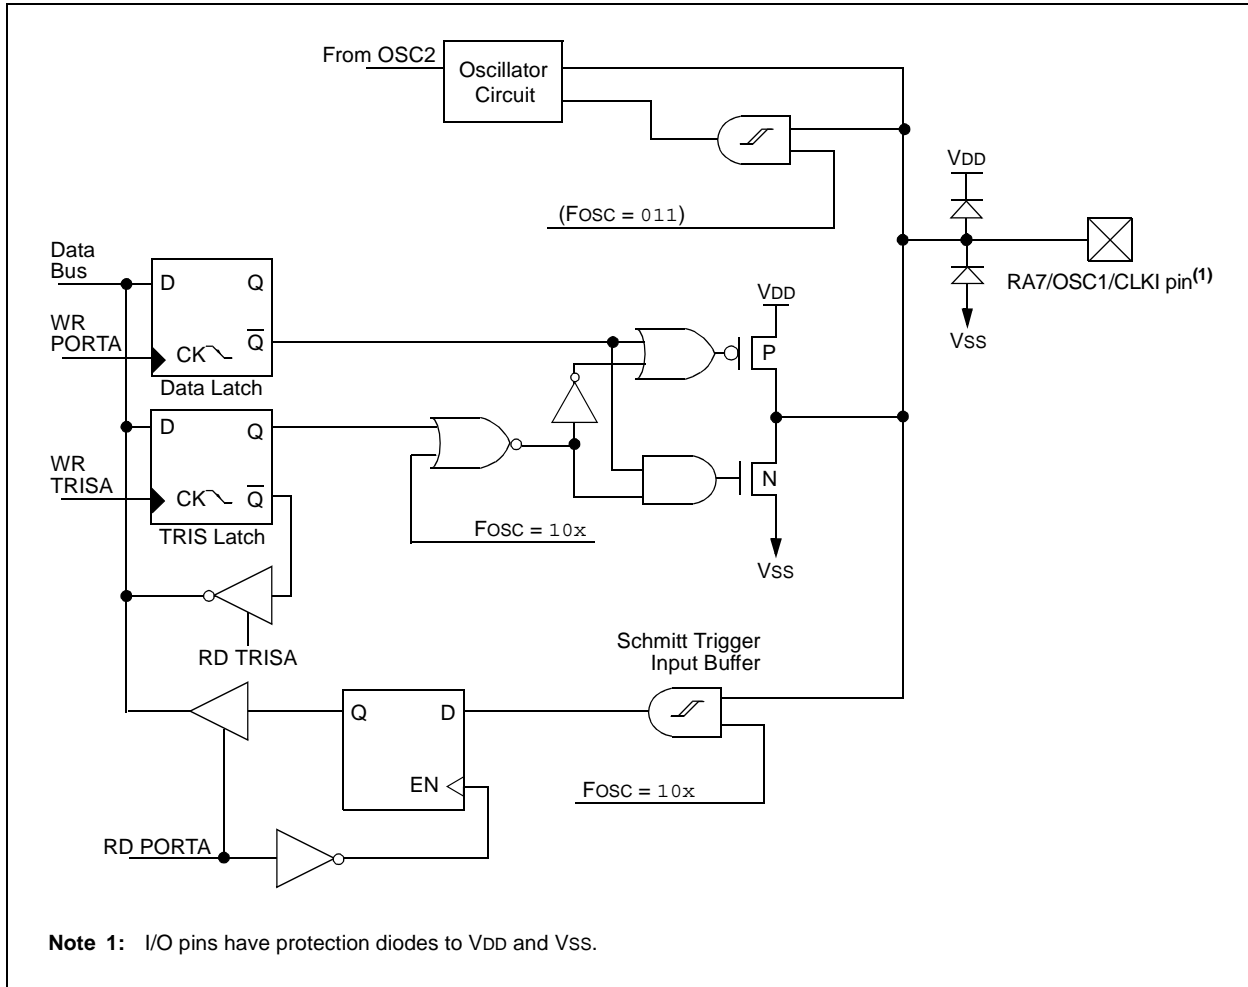 From OSC2
Oscillator
Circuit
(FOSC = 011)
VDD
RA7/OSC1/CLKI pin(1)
VSS
Data
Bus
D
Q
WR
PORTA
CK
Q
Data Latch
VDD
P
D
Q
WR
TRISA
CK
Q
TRIS Latch
N
FOSC = 10x
VSS
RD TRISA
Schmitt Trigger
Input Buffer
Q
D
EN
FOSC = 10x
RD PORTA
Note 1: I/O pins have protection diodes to VDD and VSS.